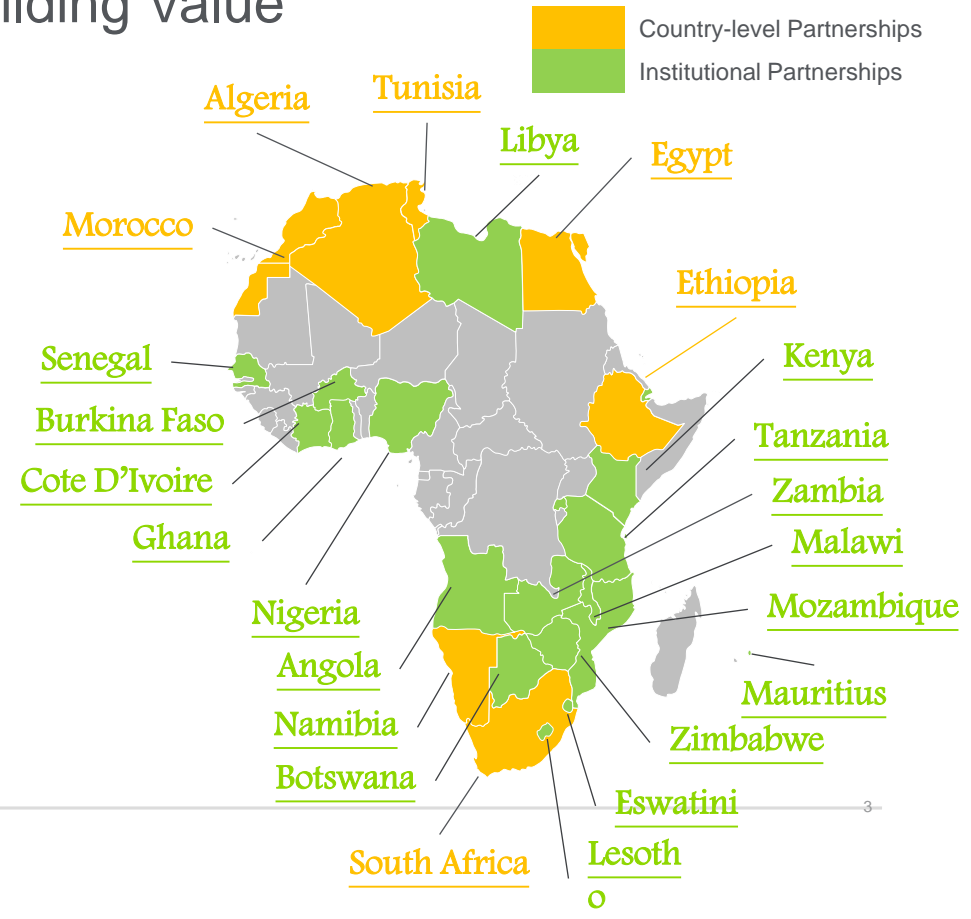 ilding Value
Country-level Partnerships
Institutional Partnerships
Tunisia
Algeria
Libya
Egypt
Morocco
Ethiopia
Senegal
Kenya
Burkina Faso
Tanzania
Cote D'Ivoire
Zambia
Ghana
Malawi
Nigeria
Mozambique
Angola
Mauritius
Namibia
Zimbabwe
Botswana
Eswatini
3
South Africa
Lesoth
o